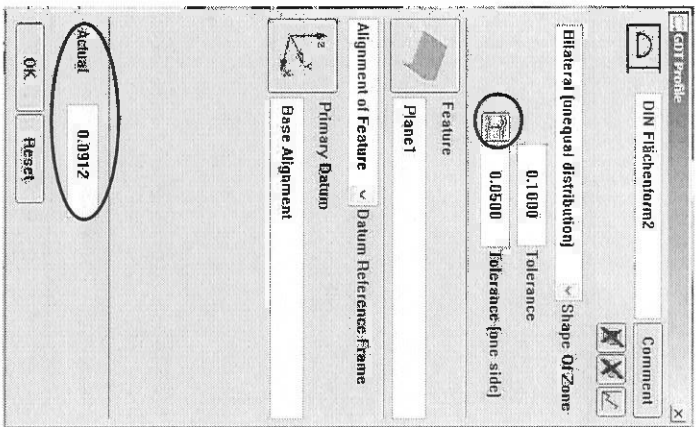 GDT Profile
DIN Flächenform2
Comment
Bilateral (unequal distribution)
Shape Of Zone
0.1000
Tolerance
0.0500
Tolerance (one side)
Feature
Plane1
Alignment of Feature
Datum Reference Frame
Primary Datum
Base Alignment
Z
Y
X
Actual
0.0912
OK
Reset